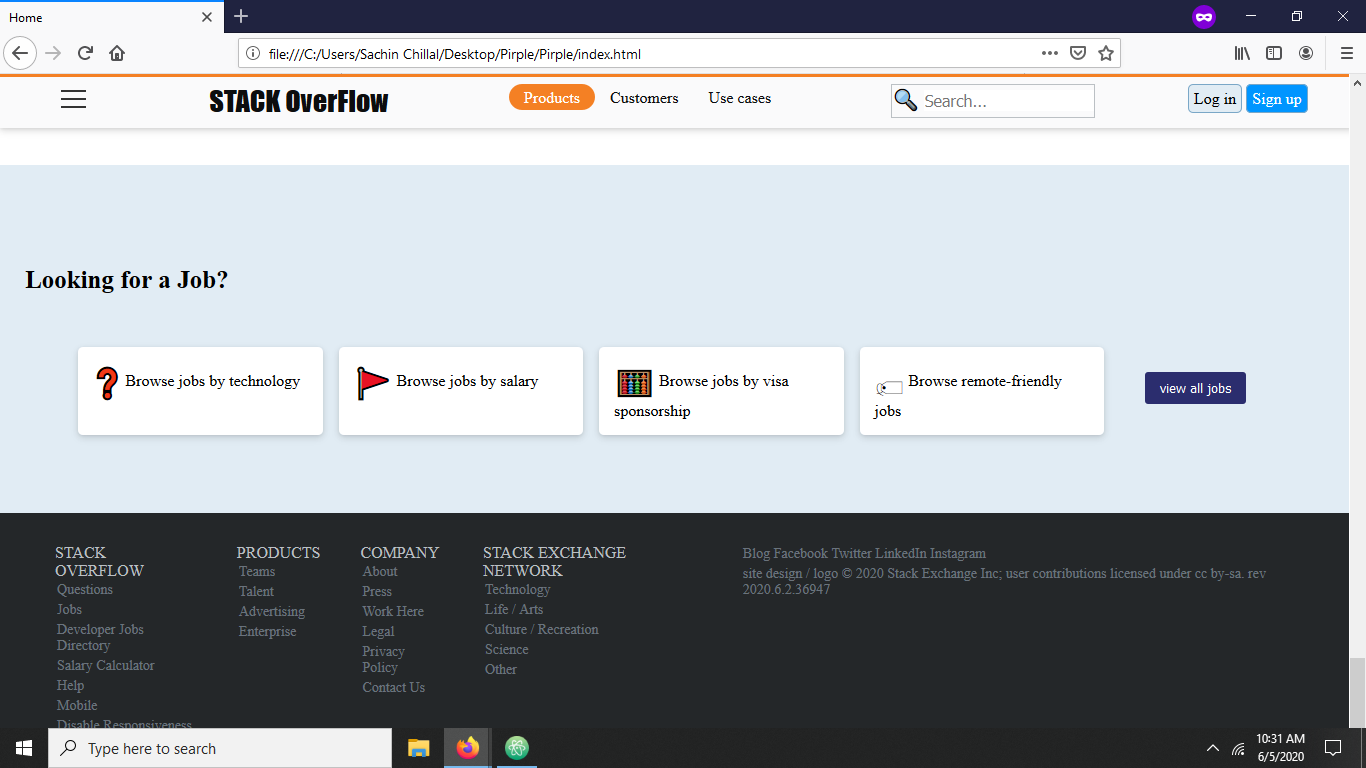 Home
file:///C:/Users/Sachin Chillal/Desktop/Pirple/Pirple/index.html
STACK OverFlow
Products
Customers
Use cases
Search...
Log in
Sign up
Looking for a Job?
Browse jobs by technology
Browse jobs by salary
Browse jobs by visa
sponsorship
Browse remote-friendly
jobs
view all jobs
STACK
OVERFLOW
Questions
Jobs
Developer Jobs
Directory
Salary Calculator
Help
Mobile
Disable Responsiveness
PRODUCTS
Teams
Talent
Advertising
Enterprise
COMPANY
About
Press
Work Here
Legal
Privacy
Policy
Contact Us
STACK EXCHANGE
NETWORK
Technology
Life / Arts
Culture / Recreation
Science
Other
Blog Facebook Twitter LinkedIn Instagram
site design / logo © 2020 Stack Exchange Inc; user contributions licensed under cc by-sa. rev
2020.6.2.36947
Type here to search
10:31 AM
6/5/2020